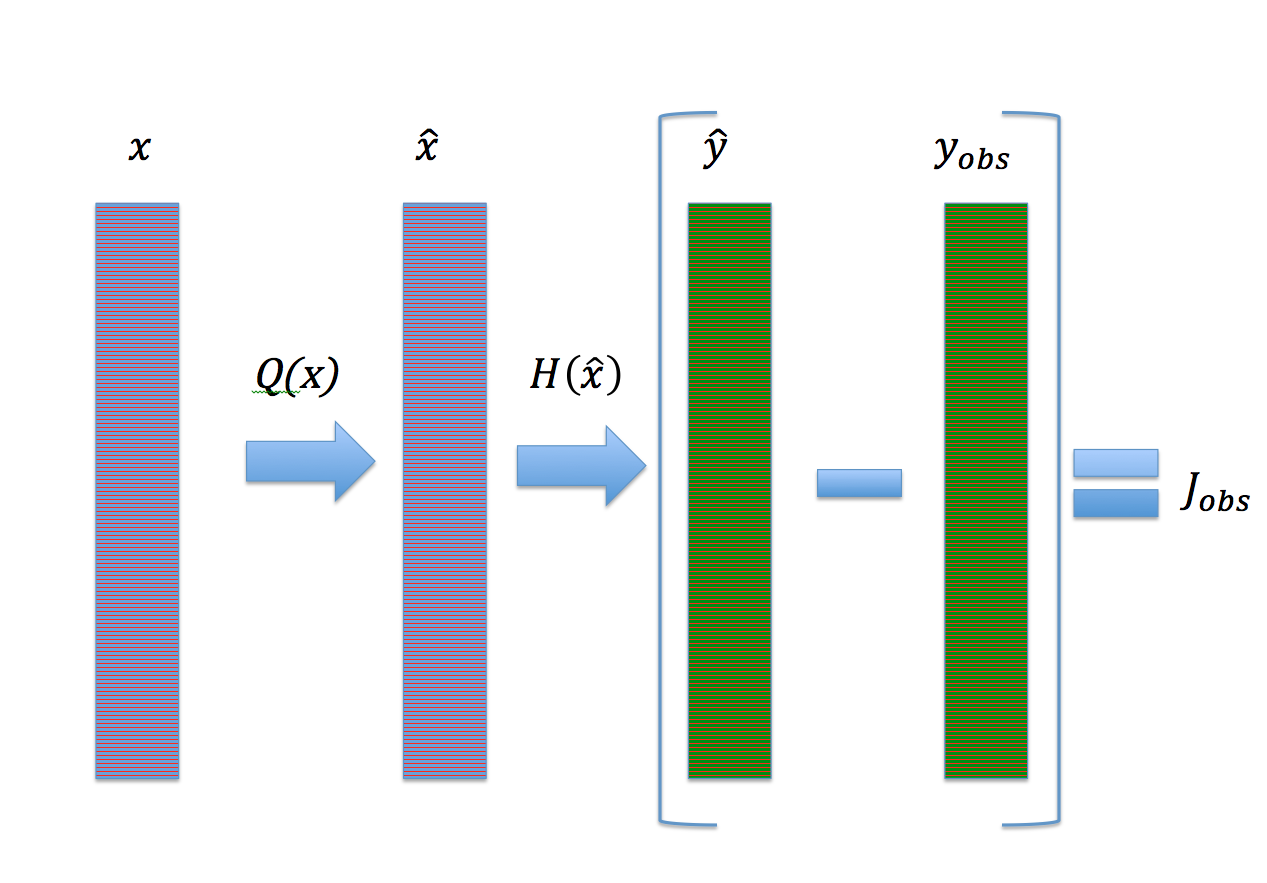 x
x̂
ŷ
y_obs
Q(x)
H(x̂)
J_obs